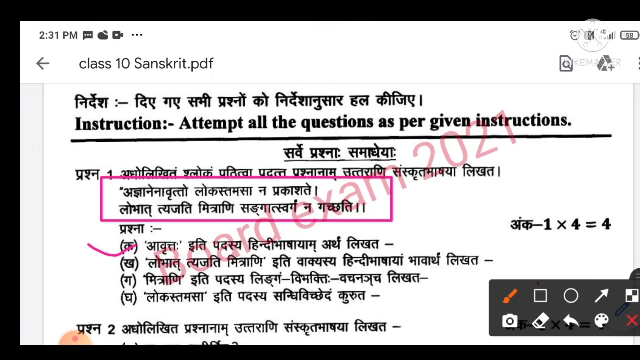 2:31 PM
58
class 10 Sanskrit.pdf
KINEMASTER
निर्देश :– दिए गए सभी प्रश्नों को निर्देशानुसार हल कीजिए।
Instruction:- Attempt all the questions as per given instructions.
सर्वे प्रश्नाः समाधेयाः
प्रश्न 1 अधोलिखितं श्लोकं पठित्वा प्रदत्त प्रश्नानाम् उत्तराणि संस्कृतभाषया लिखत।
"अज्ञानेनावृत्तो लोकस्तमसा न प्रकाशते।
लोभात् त्यजति मित्राणि सङ्गात्स्वर्गं न गच्छति।।
प्रश्ना :–
अंक–1 × 4 = 4
(क) 'आवृत्तः' इति पदस्य हिन्दीभाषायाम् अर्थं लिखत –
(ख) 'लोभात् त्यजति मित्राणि' इति वाक्यस्य हिन्दीभाषायां भावार्थं लिखत –
(ग) 'मित्राणि' इति पदस्य लिङ्गं–विभक्तिः–वचनञ्च लिखत–
(घ) 'लोकस्तमसा' इति पदस्य सन्धिविच्छेदं कुरुत –
प्रश्न 2 अधोलिखित प्रश्नानाम् उत्तराणि संस्कृतभाषया लिखत –
Board exam 2021